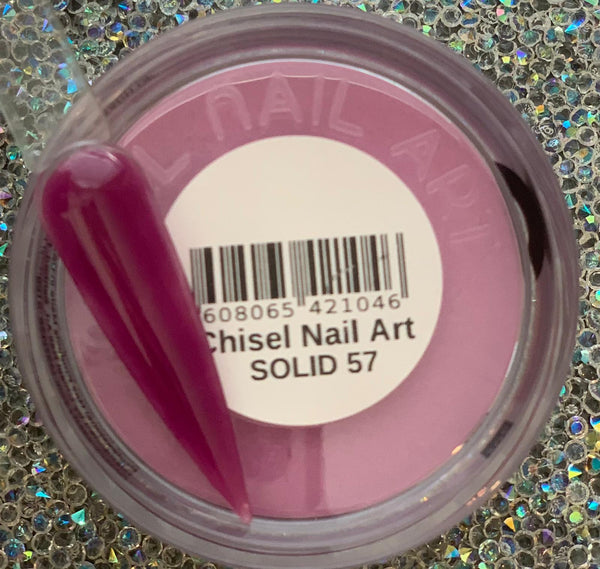 L NAIL ART
608065 421046
Chisel Nail Art
SOLID 57